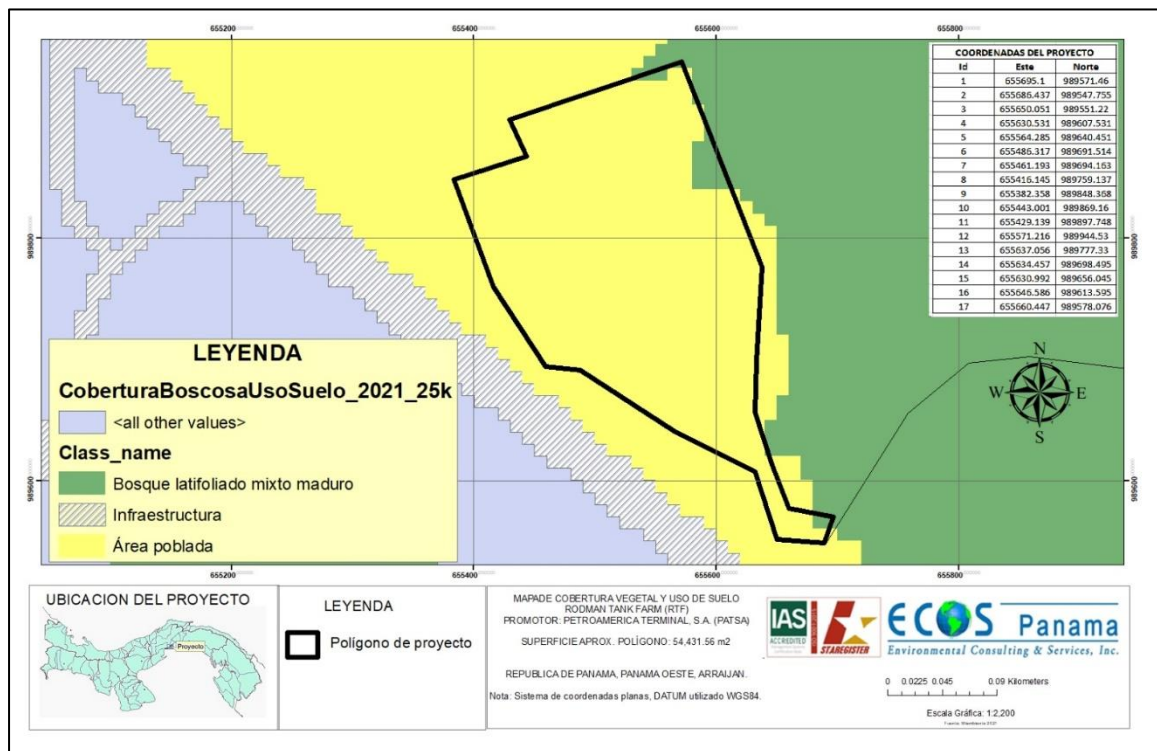 655200 655400 655600 655800
COORDENADAS DEL PROYECTO
Id Este Norte
1 655695.1 989571.46
2 655686.437 989547.755
3 655650.051 989551.22
4 655630.531 989607.531
5 655564.285 989640.451
6 655486.317 989691.514
7 655461.193 989694.163
8 655416.145 989759.137
9 655382.358 989848.368
10 655443.001 989869.16
11 655429.139 989897.748
12 655571.216 989944.53
13 655637.056 989777.33
14 655634.457 989698.495
15 655630.992 989656.045
16 655646.586 989613.595
17 655660.447 989578.076
989800 989800
N
W E
S
LEYENDA
CoberturaBoscosaUsoSuelo_2021_25k
<all other values>
Class_name
Bosque latifoliado mixto maduro
Infraestructura
Área poblada
989600 989600
655200 655400 655600 655800
UBICACION DEL PROYECTO
Proyecto
LEYENDA
Polígono de proyecto
MAPADE COBERTURA VEGETAL Y USO DE SUELO
RODMAN TANK FARM (RTF)
PROMOTOR: PETROAMERICA TERMINAL, S.A. (PATSA)
SUPERFICIE APROX. POLÍGONO: 54,431.56 m2
REPUBLICA DE PANAMA, PANAMA OESTE, ARRAIJAN.
Nota: Sistema de coordenadas planas, DATUM utilizado WGS84.
IAS
ACCREDITED
STAREGISTER
ECOS Panama
Environmental Consulting & Services, Inc.
0 0.0225 0.045 0.09 Kilometers
Escala Gráfica: 1:2,200